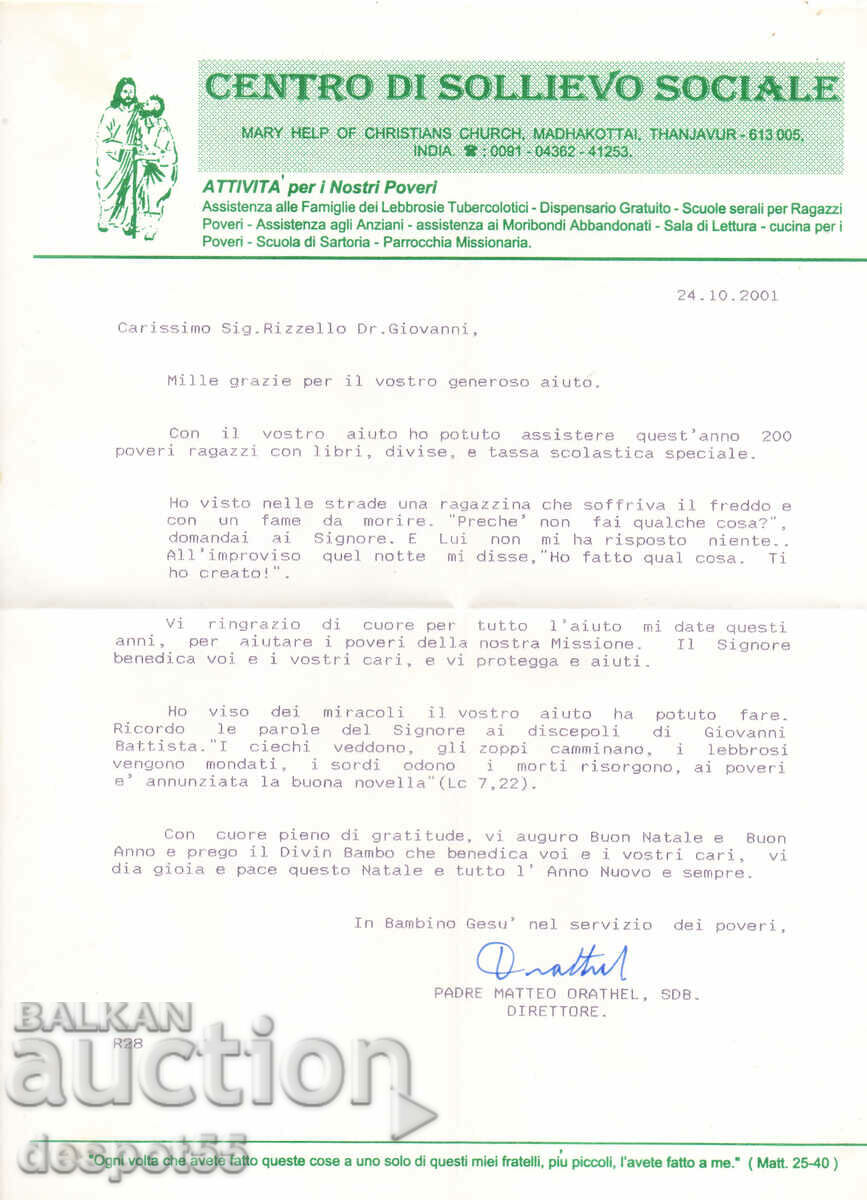 CENTRO DI SOLLIEVO SOCIALE
MARY HELP OF CHRISTIANS CHURCH, MADHAKOTTAI, THANJAVUR - 613 005,
INDIA. ☎ : 0091 - 04362 - 41253.
ATTIVITA' per i Nostri Poveri
Assistenza alle Famiglie dei Lebbrosie Tubercolotici - Dispensario Gratuito - Scuole serali per Ragazzi
Poveri - Assistenza agli Anziani - assistenza ai Moribondi Abbandonati - Sala di Lettura - cucina per i
Poveri - Scuola di Sartoria - Parrocchia Missionaria.
24.10.2001
Carissimo Sig.Rizzello Dr.Giovanni,
Mille grazie per il vostro generoso aiuto.
Con il vostro aiuto ho potuto assistere quest'anno 200
poveri ragazzi con libri, divise, e tassa scolastica speciale.
Ho visto nelle strade una ragazzina che soffriva il freddo e
con un fame da morire. "Preche' non fai qualche cosa?",
domandai ai Signore. E Lui non mi ha risposto niente..
All'improviso quel notte mi disse,"Ho fatto qual cosa. Ti
ho creato!".
Vi ringrazio di cuore per tutto l'aiuto mi date questi
anni, per aiutare i poveri della nostra Missione. Il Signore
benedica voi e i vostri cari, e vi protegga e aiuti.
Ho viso dei miracoli il vostro aiuto ha potuto fare.
Ricordo le parole del Signore ai discepoli di Giovanni
Battista."I ciechi veddono, gli zoppi camminano, i lebbrosi
vengono mondati, i sordi odono i morti risorgono, ai poveri
e' annunziata la buona novella"(Lc 7,22).
Con cuore pieno di gratitude, vi auguro Buon Natale e Buon
Anno e prego il Divin Bambo che benedica voi e i vostri cari, vi
dia gioia e pace questo Natale e tutto l' Anno Nuovo e sempre.
In Bambino Gesu' nel servizio dei poveri,
Orathel
PADRE MATTEO ORATHEL, SDB.
DIRETTORE.
BALKAN
R28
auction
despot55
"Ogni volta che avete fatto queste cose a uno solo di questi miei fratelli, più piccoli, l'avete fatto a me." ( Matt. 25-40 )